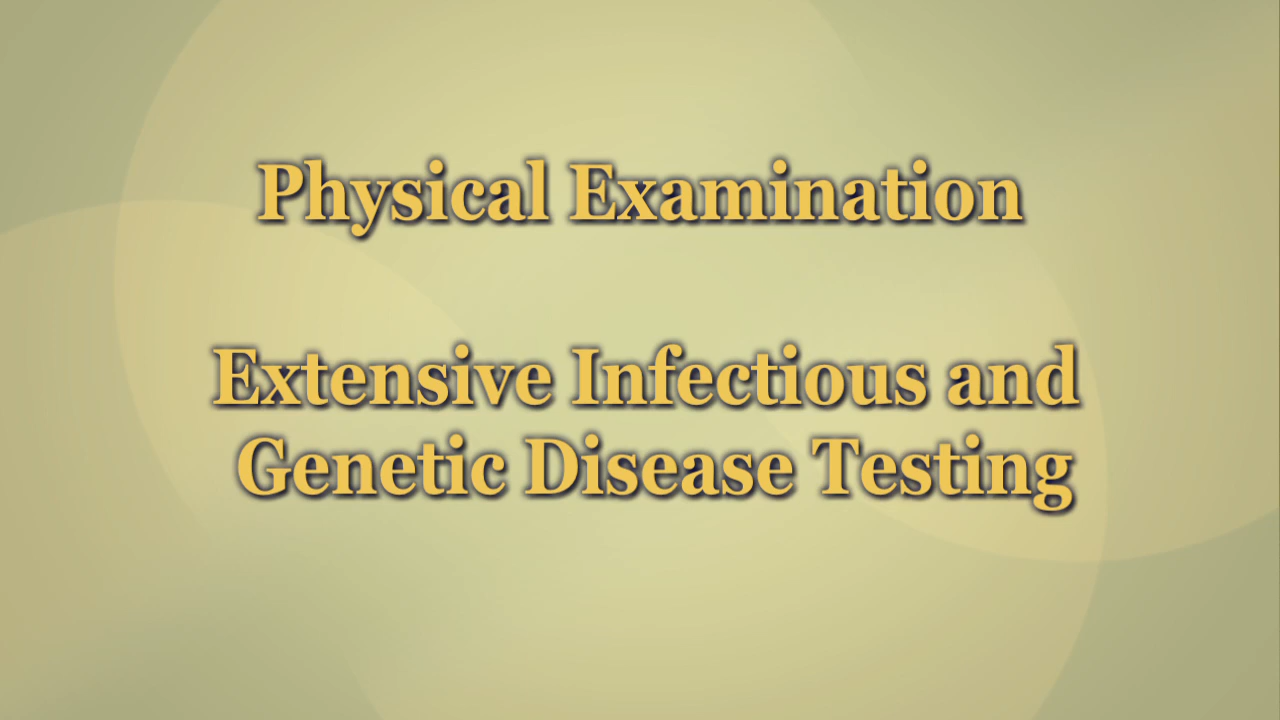 Physical Examination
Extensive Infectious and
Genetic Disease Testing